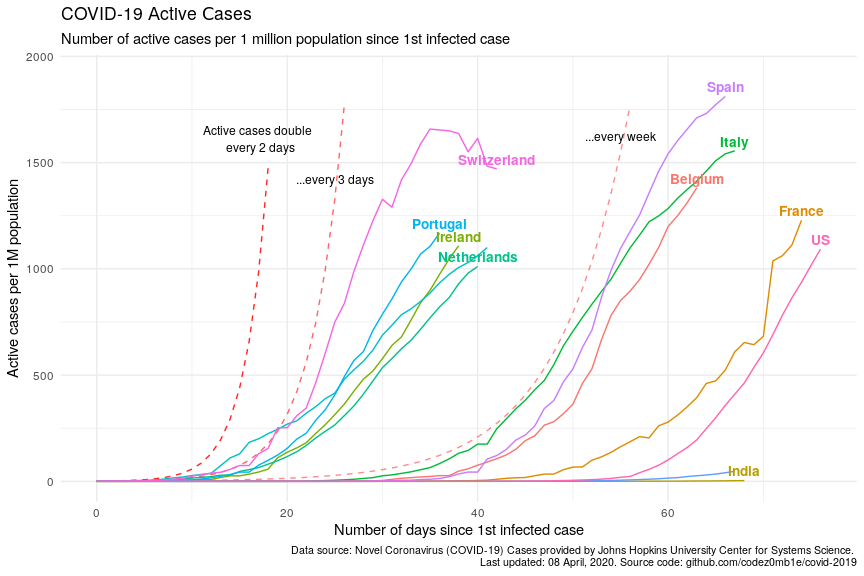 COVID-19 Active Cases
Number of active cases per 1 million population since 1st infected case
2000
1500
1000
500
0
Active cases per 1M population
Active cases double
every 2 days
...every 3 days
...every week
Spain
Italy
Switzerland
Belgium
France
Portugal
Ireland
US
Netherlands
India
0
20
40
60
Number of days since 1st infected case
Data source: Novel Coronavirus (COVID-19) Cases provided by Johns Hopkins University Center for Systems Science.
Last updated: 08 April, 2020. Source code: github.com/codez0mb1e/covid-2019